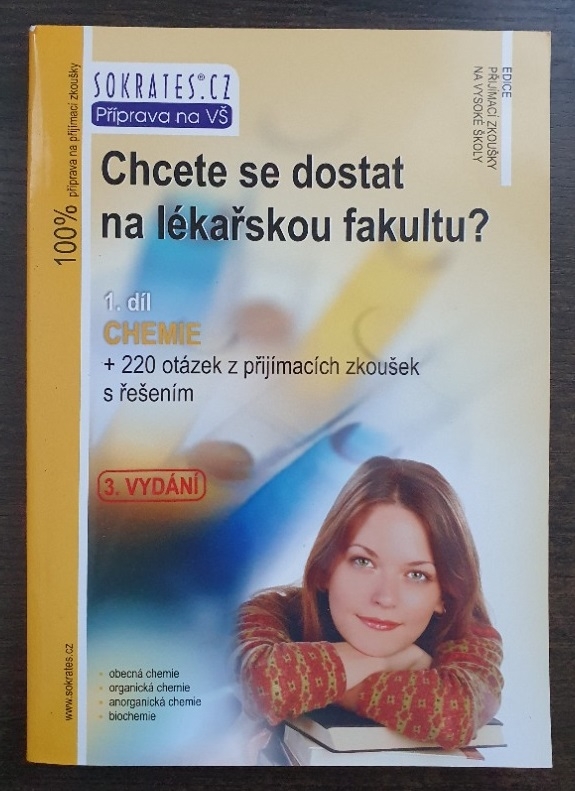 SOKRATES®.CZ
Příprava na VŠ
EDICE
PŘIJÍMACÍ ZKOUŠKY
NA VYSOKÉ ŠKOLY
100% příprava na přijímací zkoušky
Chcete se dostat
na lékařskou fakultu?
1. díl
CHEMIE
+ 220 otázek z přijímacích zkoušek
s řešením
3. VYDÁNÍ
obecná chemie
organická chemie
anorganická chemie
biochemie
www.sokrates.cz